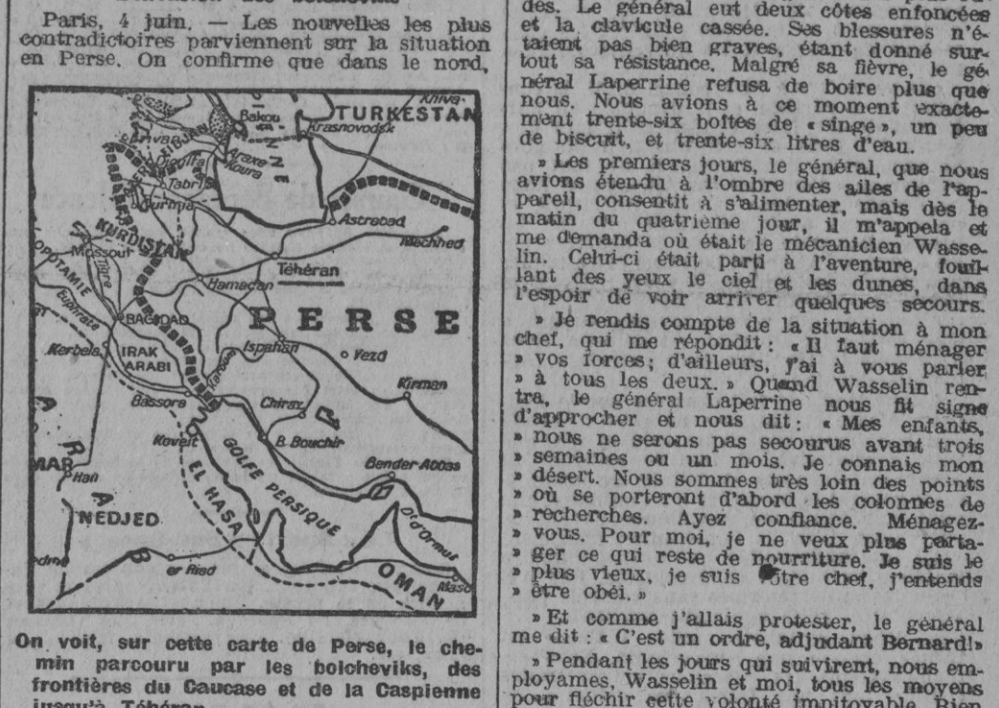 Paris, 4 juin. — Les nouvelles les plus
contradictoires parviennent sur la situation
en Perse. On confirme que dans le nord,
TURKESTAN
Bakou
Krasnovodsk
Araxe
Koura
Tabriz
Ourmia
Astrabad
Mechhed
KURDISTAN
Mossoul
Téhéran
Hamadan
Tigre
Euphrate
BAGDAD
PERSE
Kerbela
IRAK
ARABI
Ispahan
Yezd
Kirman
Bassora
Chiraz
Koveït
B. Bouchir
GOLFE PERSIQUE
Bender-Abbas
EL HASA
D. d'Ormuz
Haïl
NEDJED
er Riad
OMAN
On voit, sur cette carte de Perse, le che-
min parcouru par les bolcheviks, des
frontières du Caucase et de la Caspienne
jusqu'à Téhéran
dés. Le général eut deux côtes enfoncées
et la clavicule cassée. Ses blessures n'é-
taient pas bien graves, étant donné sur-
tout sa résistance. Malgré sa fièvre, le gé-
néral Laperrine refusa de boire plus que
nous. Nous avions à ce moment exacte-
ment trente-six boîtes de « singe », un peu
de biscuit, et trente-six litres d'eau.
» Les premiers jours, le général, que nous
avions étendu à l'ombre des ailes de l'ap-
pareil, consentit à s'alimenter, mais dès le
matin du quatrième jour, il m'appela et
me demanda où était le mécanicien Wasse-
lin. Celui-ci était parti à l'aventure, fouil-
lant des yeux le ciel et les dunes, dans
l'espoir de voir arriver quelques secours.
» Je rendis compte de la situation à mon
chef, qui me répondit : « Il faut ménager
» vos forces; d'ailleurs, j'ai à vous parler
» à tous les deux. » Quand Wasselin ren-
tra, le général Laperrine nous fit signe
d'approcher et nous dit : « Mes enfants,
» nous ne serons pas secourus avant trois
» semaines ou un mois. Je connais mon
» désert. Nous sommes très loin des points
» où se porteront d'abord les colonnes de
» recherches. Ayez confiance. Ménagez-
» vous. Pour moi, je ne veux plus parta-
» ger ce qui reste de nourriture. Je suis le
» plus vieux, je suis votre chef, j'entends
» être obéi. »
» Et comme j'allais protester, le général
me dit : « C'est un ordre, adjudant Bernard!»
» Pendant les jours qui suivirent, nous em-
ployâmes, Wasselin et moi, tous les moyens
pour fléchir cette volonté impitoyable. Rien